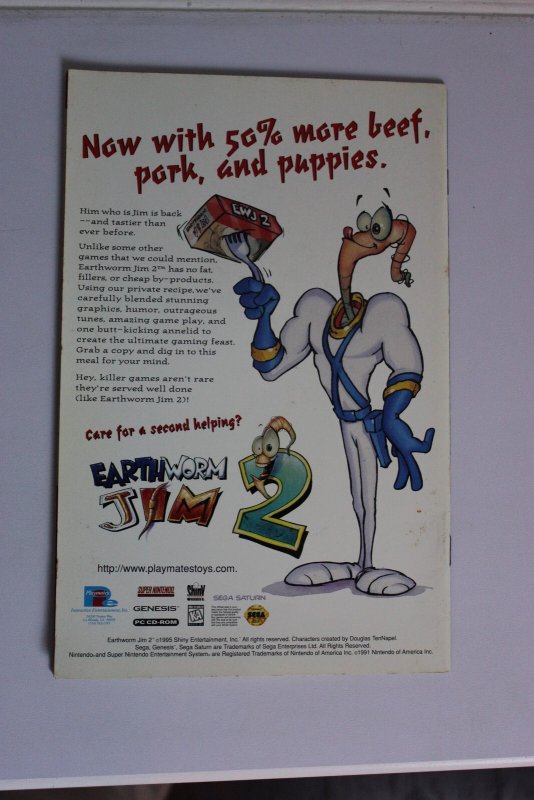 Now with 50% more beef,
pork, and puppies.
EWJ 2
Him who is Jim is back
--and tastier than
ever before.
Unlike some other
games that we could mention,
Earthworm Jim 2™ has no fat,
fillers, or cheap by-products.
Using our private recipe, we've
carefully blended stunning
graphics, humor, outrageous
tunes, amazing game play, and
one butt-kicking annelid to
create the ultimate gaming feast.
Grab a copy and dig in to this
meal for your mind.
Hey, killer games aren't rare
they're served well done
(like Earthworm Jim 2)!
Care for a second helping?
EARTHWORM
JIM 2
http://www.playmatestoys.com.
Playmates
Interactive Entertainment, Inc.
SUPER NINTENDO
Shiny
SEGA SATURN
GENESIS
PC CD-ROM
SEGA
Earthworm Jim 2™ ©1995 Shiny Entertainment, Inc. All rights reserved. Characters created by Douglas TenNapel.
Sega, Genesis, Sega Saturn are Trademarks of Sega Enterprises Ltd. All Rights Reserved.
Nintendo and Super Nintendo Entertainment System are Registered Trademarks of Nintendo of America Inc. ©1991 Nintendo of America Inc.